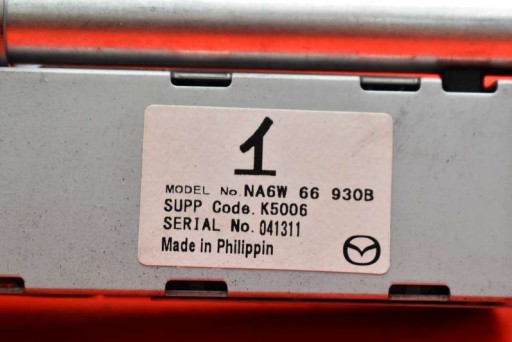 1
MODEL No. NA6W 66 930B
SUPP Code. K5006
SERIAL No. 041311
Made in Philippin